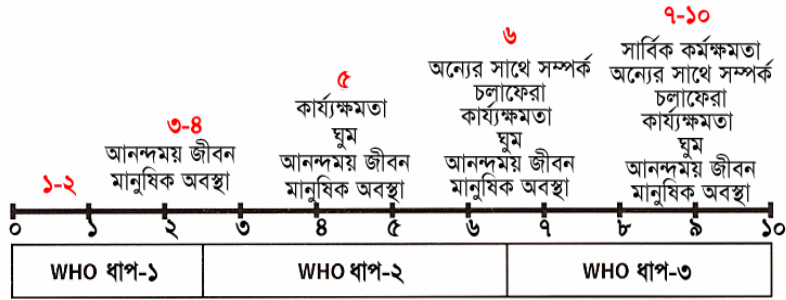 ১-২
৩-৪
আনন্দময় জীবন
মানুষিক অবস্থা
৫
কার্য্যক্ষমতা
ঘুম
আনন্দময় জীবন
মানুষিক অবস্থা
৬
অন্যের সাথে সম্পর্ক
চলাফেরা
কার্য্যক্ষমতা
ঘুম
আনন্দময় জীবন
মানুষিক অবস্থা
৭-১০
সার্বিক কর্মক্ষমতা
অন্যের সাথে সম্পর্ক
চলাফেরা
কার্য্যক্ষমতা
ঘুম
আনন্দময় জীবন
মানুষিক অবস্থা
০ ১ ২ ৩ ৪ ৫ ৬ ৭ ৮ ৯ ১০
WHO ধাপ-১ WHO ধাপ-২ WHO ধাপ-৩